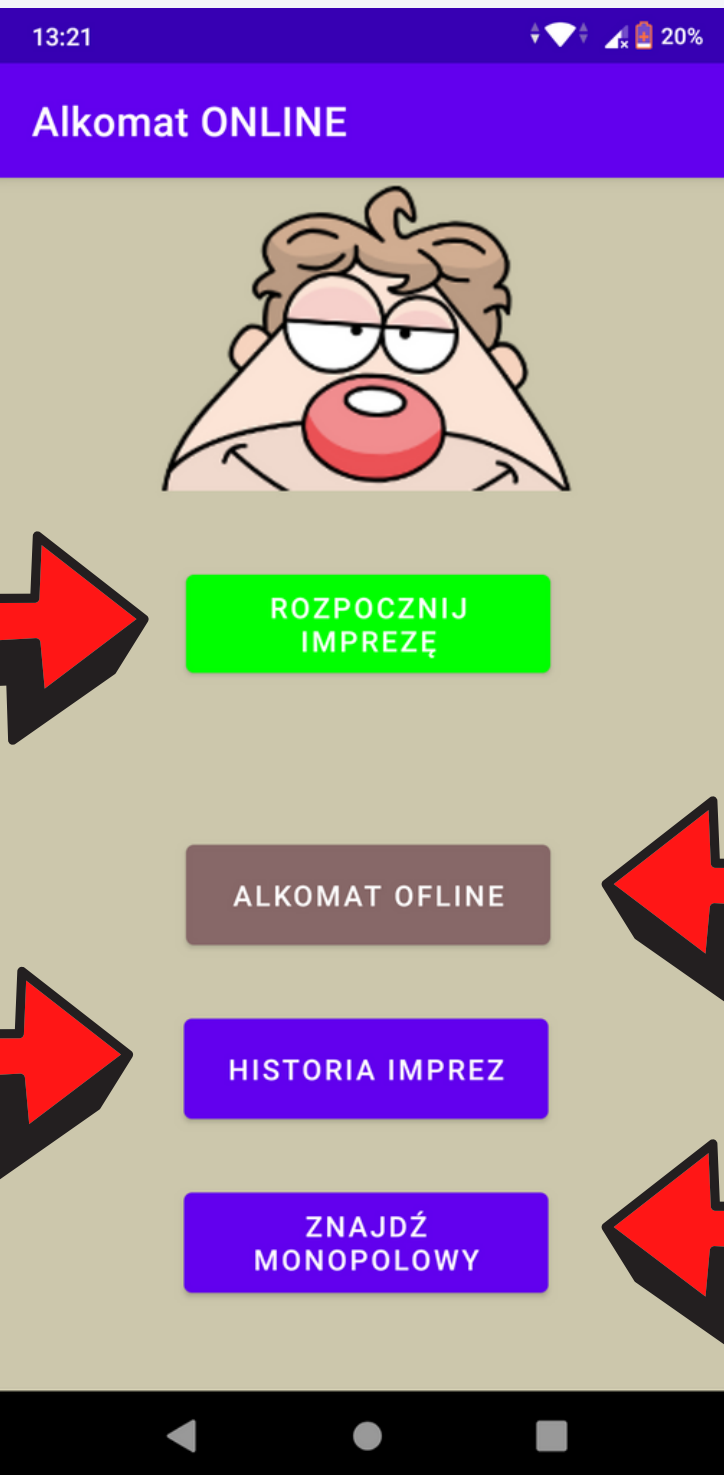 13:21
20%
Alkomat ONLINE
ROZPOCZNIJ
IMPREZĘ
ALKOMAT OFLINE
HISTORIA IMPREZ
ZNAJDŹ
MONOPOLOWY